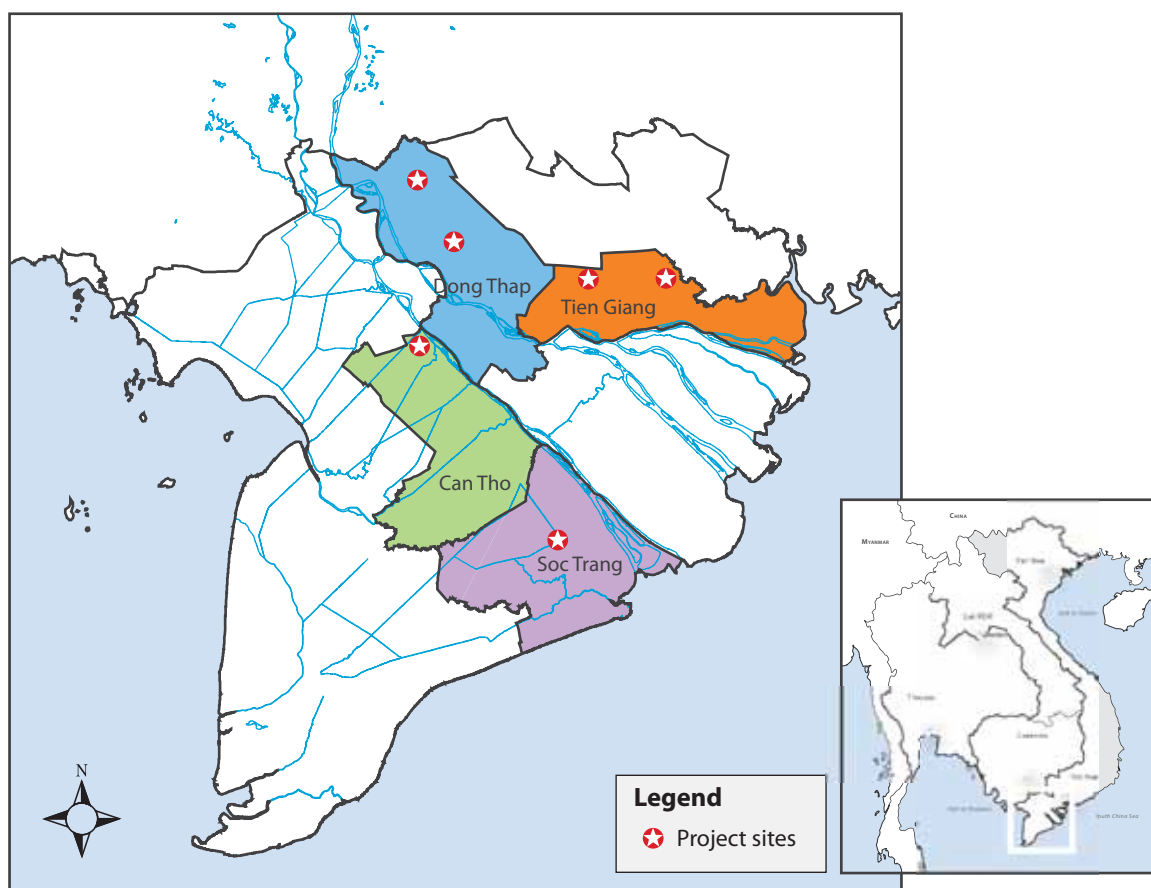 Dong Thap
Tien Giang
Can Tho
Soc Trang
N
Legend
Project sites
CHINA
MYANMAR
South China Sea